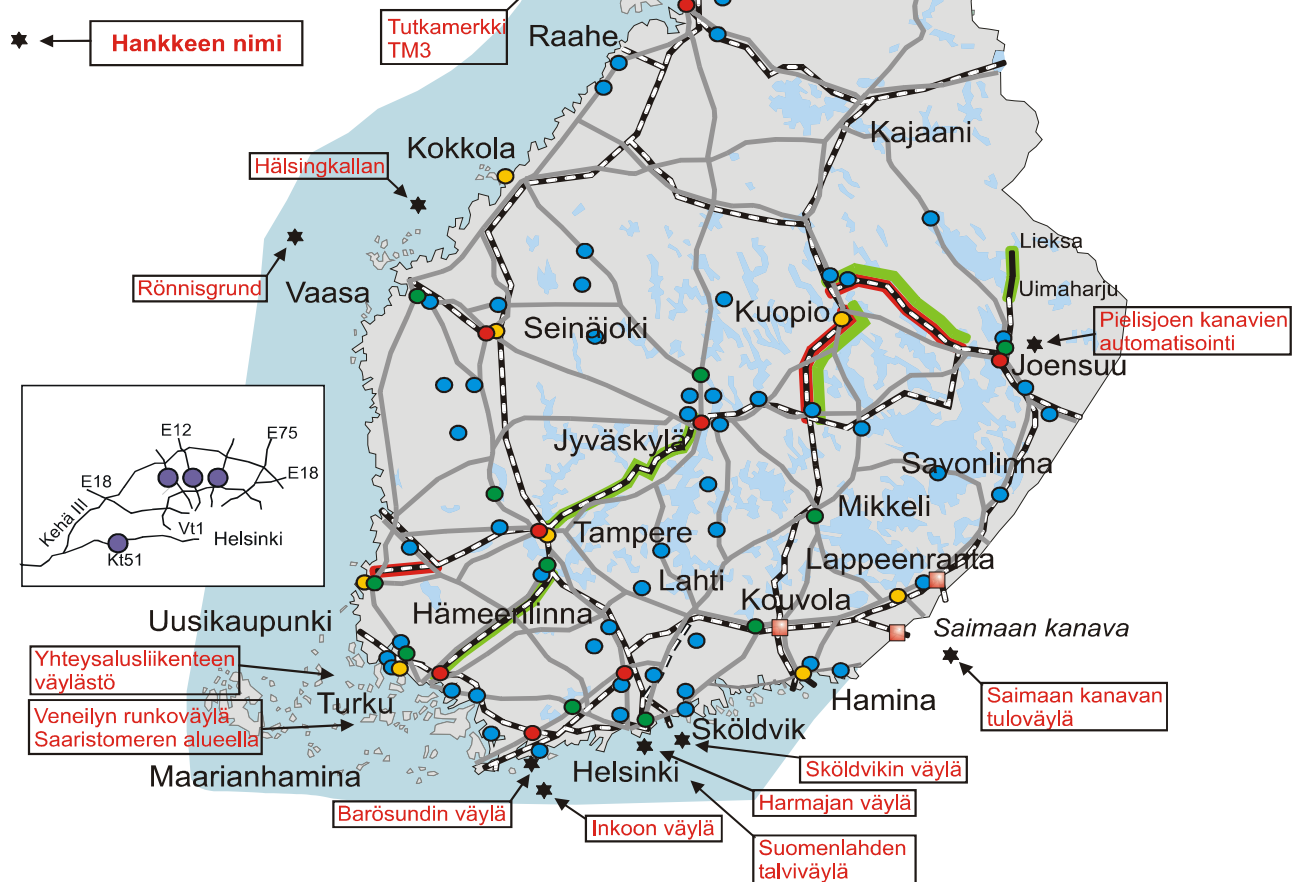 Tutkamerkki
TM3
Hankkeen nimi
Raahe
Kajaani
Kokkola
Hälsingkallan
Lieksa
Rönnisgrund
Vaasa
Uimaharju
Kuopio
Seinäjoki
Pielisjoen kanavien
automatisointi
Joensuu
E12
E75
E18
E18
Kehä III
Vt1
Helsinki
Kt51
Jyväskylä
Savonlinna
Mikkeli
Tampere
Lappeenranta
Lahti
Kouvola
Hämeenlinna
Uusikaupunki
Saimaan kanava
Yhteysalusliikenteen
väylästö
Turku
Hamina
Saimaan kanavan
tuloväylä
Veneilyn runkoväylä
Saaristomeren alueella
Sköldvik
Maarianhamina
Helsinki
Sköldvikin väylä
Harmajan väylä
Barösundin väylä
Inkoon väylä
Suomenlahden
talviväylä